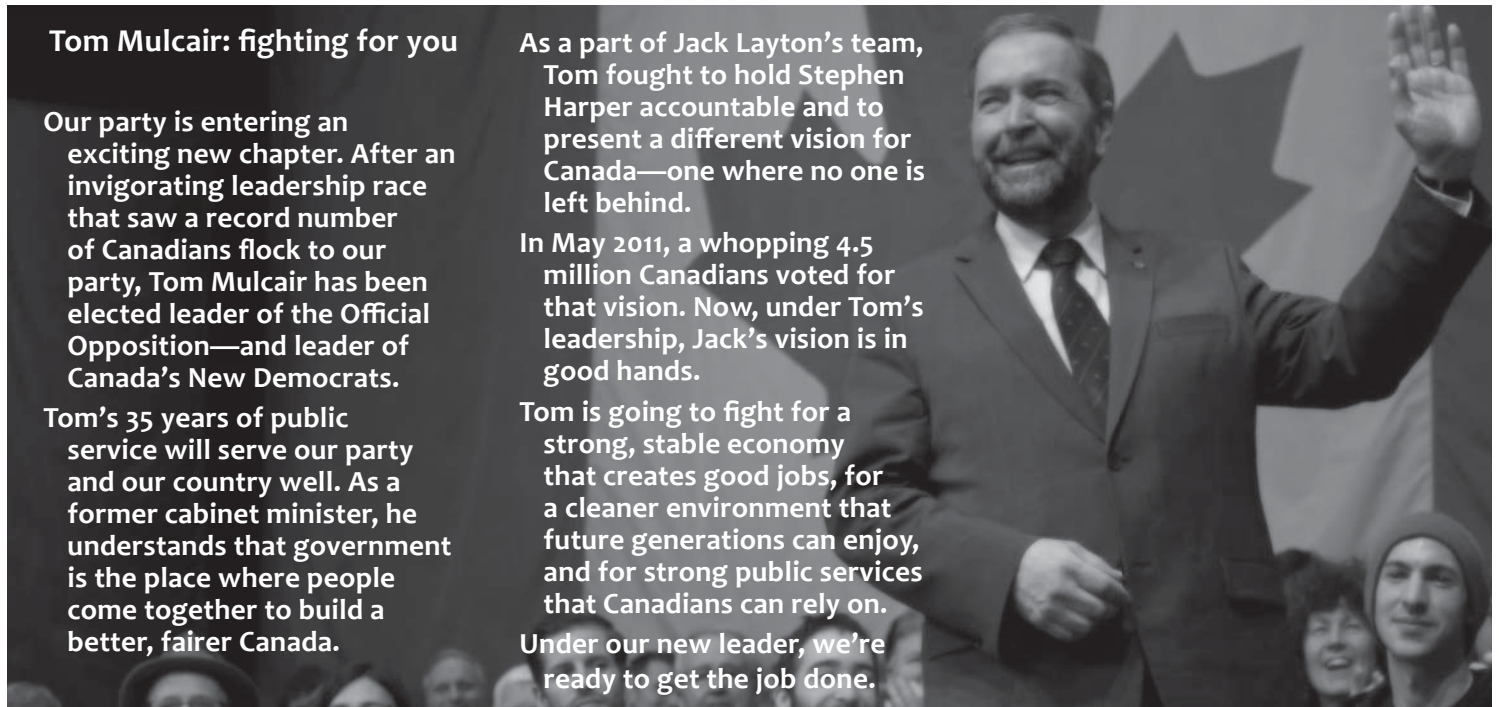 Tom Mulcair: fighting for you
Our party is entering an
exciting new chapter. After an
invigorating leadership race
that saw a record number
of Canadians flock to our
party, Tom Mulcair has been
elected leader of the Official
Opposition—and leader of
Canada’s New Democrats.
Tom’s 35 years of public
service will serve our party
and our country well. As a
former cabinet minister, he
understands that government
is the place where people
come together to build a
better, fairer Canada.
As a part of Jack Layton’s team,
Tom fought to hold Stephen
Harper accountable and to
present a different vision for
Canada—one where no one is
left behind.
In May 2011, a whopping 4.5
million Canadians voted for
that vision. Now, under Tom’s
leadership, Jack’s vision is in
good hands.
Tom is going to fight for a
strong, stable economy
that creates good jobs, for
a cleaner environment that
future generations can enjoy,
and for strong public services
that Canadians can rely on.
Under our new leader, we’re
ready to get the job done.